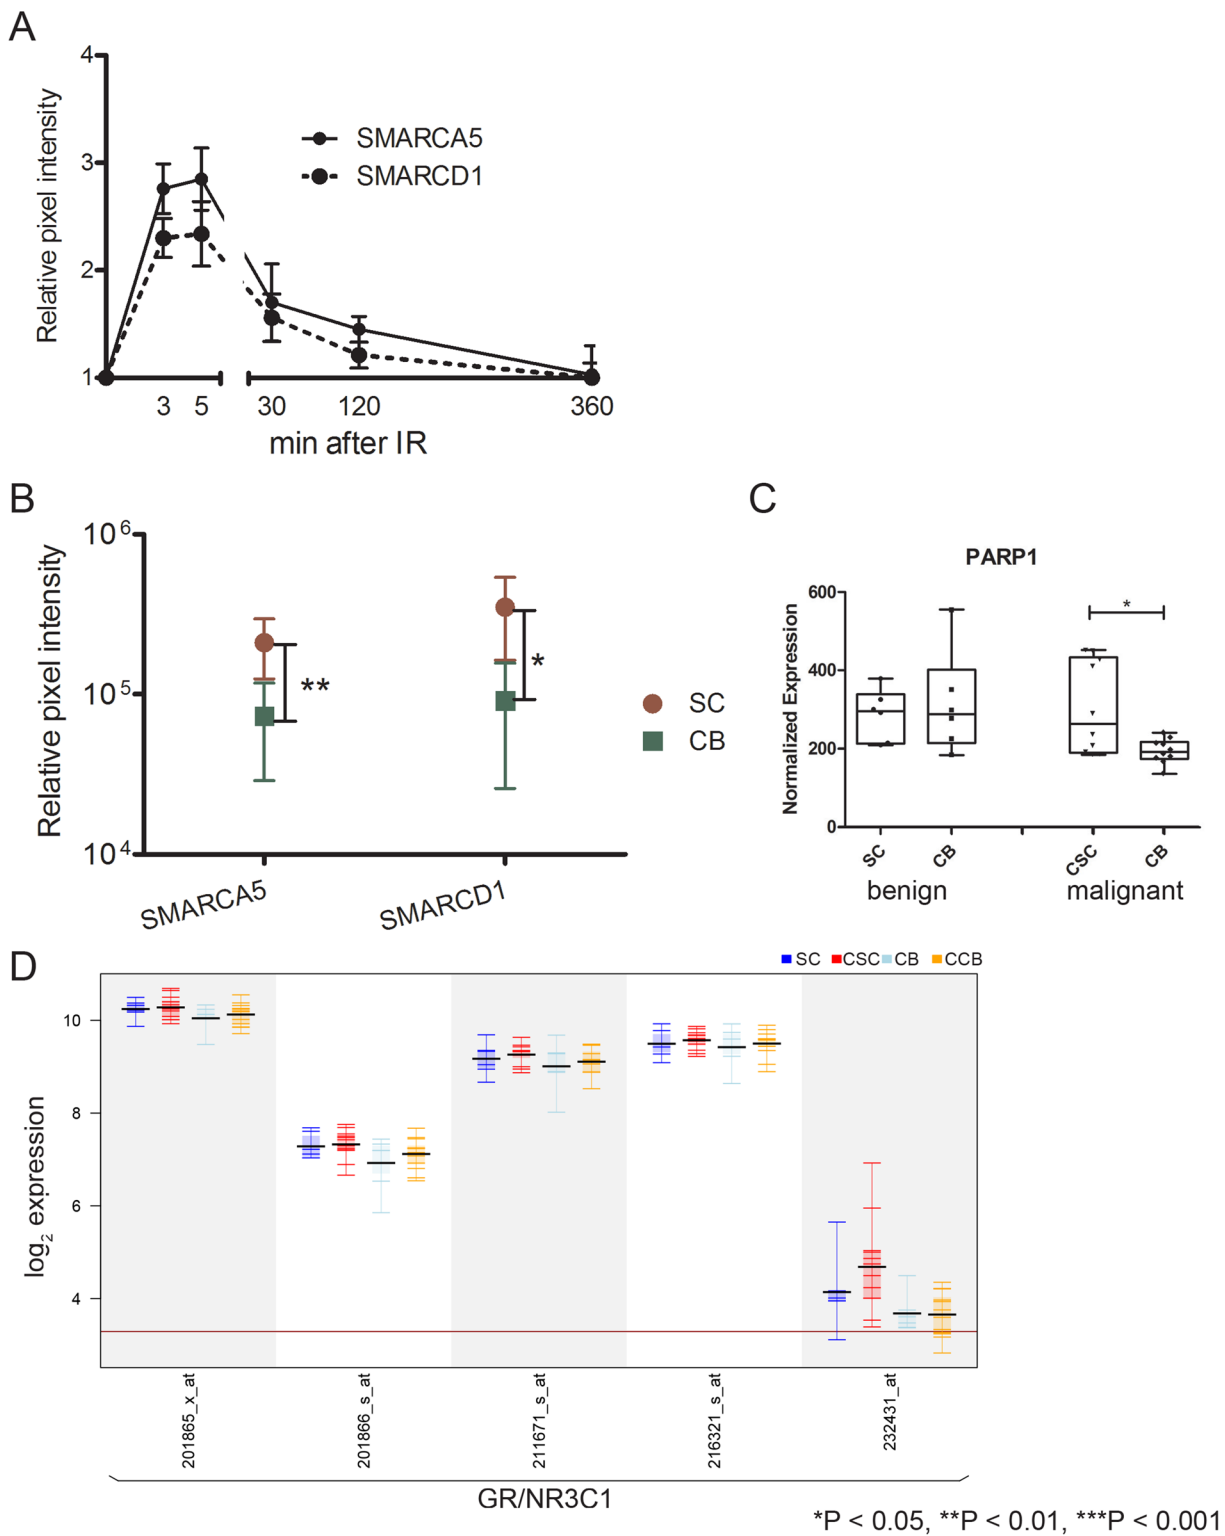 A
4
3
2
1
Relative pixel intensity
SMARCA5
SMARCD1
3 5 30 120 360
min after IR
B
10^6
10^5
10^4
Relative pixel intensity
**
*
SC
CB
SMARCA5
SMARCD1
C
PARP1
600
400
200
0
Normalized Expression
*
SC CB CSC CB
benign malignant
D
SC CSC CB CCB
10
8
6
4
log₂ expression
201865_x_at
201866_s_at
211671_s_at
216321_s_at
232431_at
GR/NR3C1
*P < 0.05, **P < 0.01, ***P < 0.001